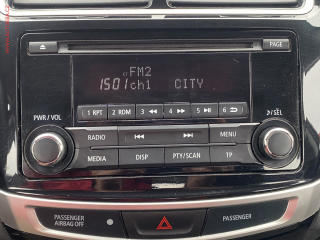 PAGE
FM2
1501/ch1 CITY
1 RPT 2 RDM 3 ◀◀ 4 ▶▶ 5 ▶II 6 ⮌
PWR / VOL
/ SEL
RADIO |◀◀ ▶▶| MENU
MEDIA DISP PTY/SCAN TP
PASSENGER
AIRBAG OFF
PASSENGER